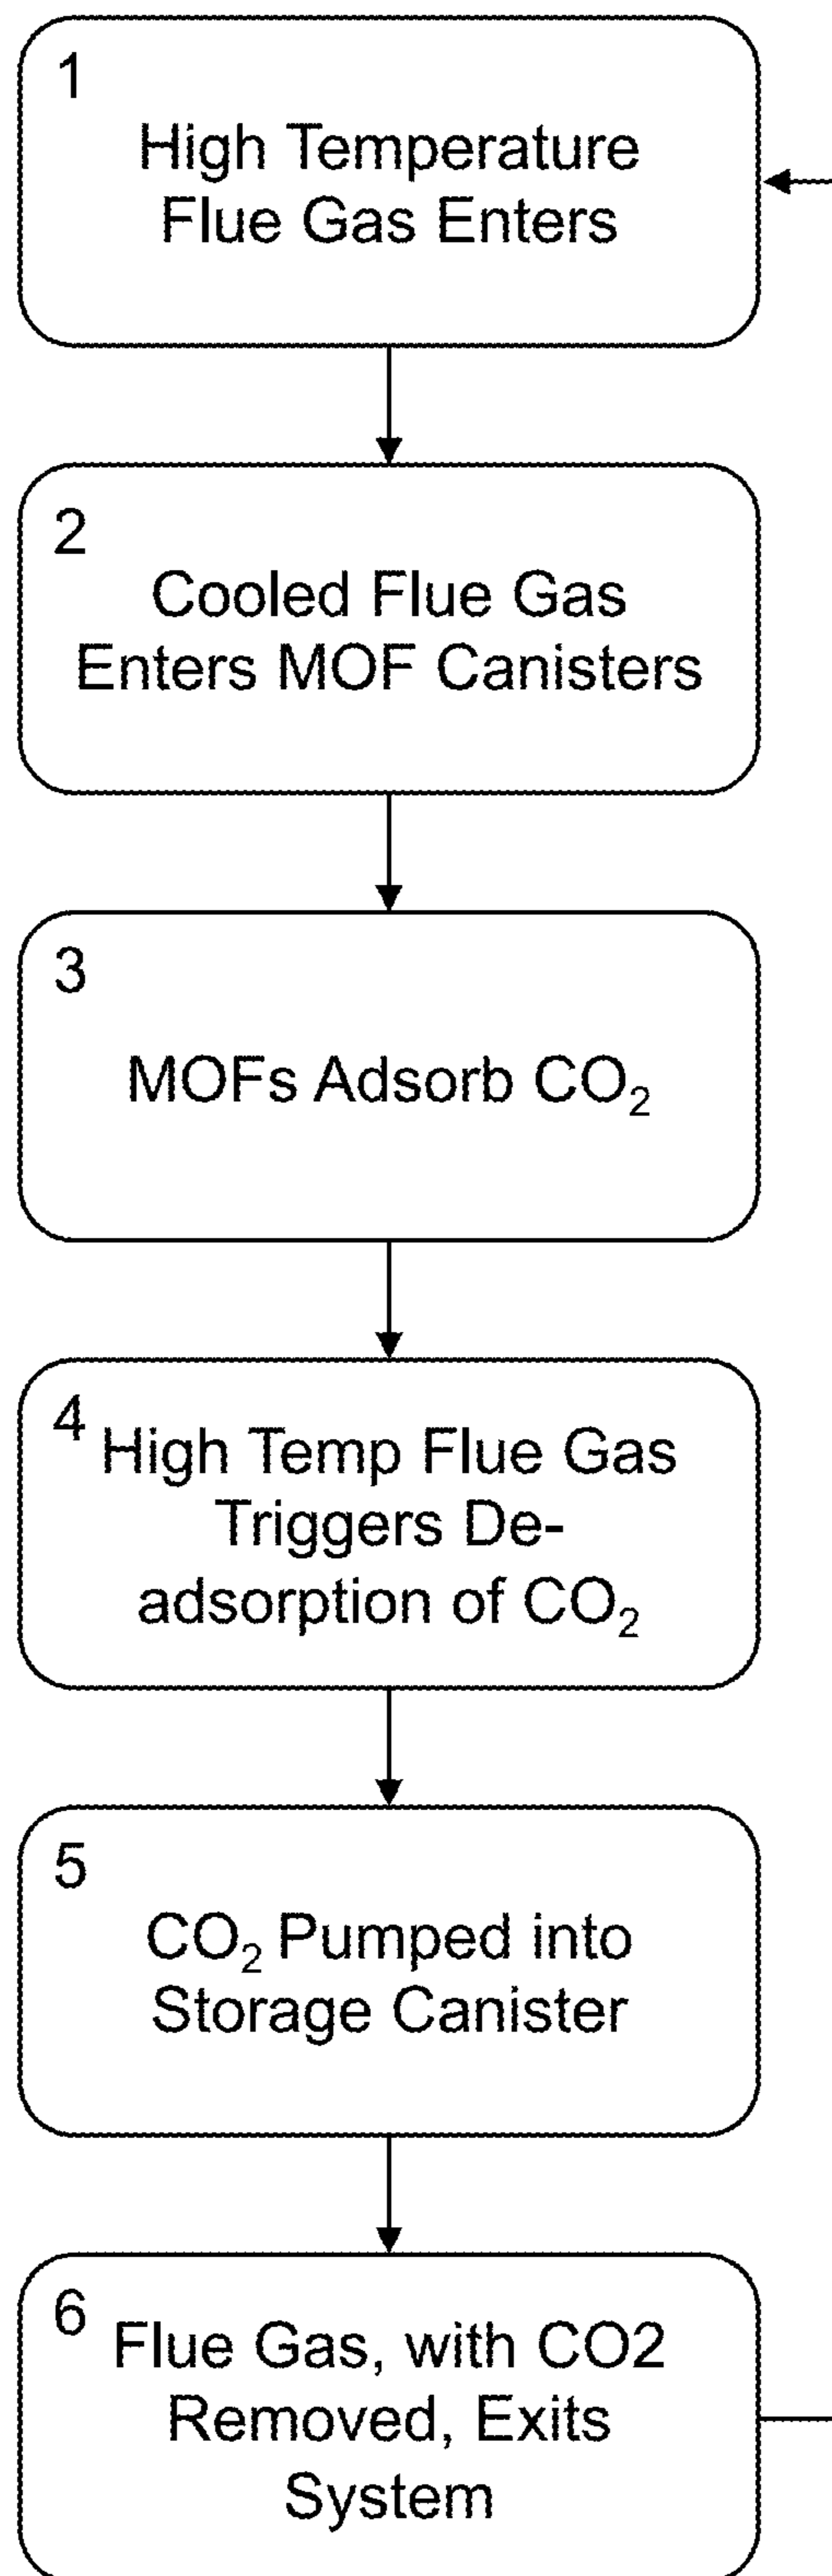 1
High Temperature
Flue Gas Enters
2
Cooled Flue Gas
Enters MOF Canisters
3
MOFs Adsorb CO₂
4
High Temp Flue Gas
Triggers De-
adsorption of CO₂
5
CO₂ Pumped into
Storage Canister
6
Flue Gas, with CO2
Removed, Exits
System